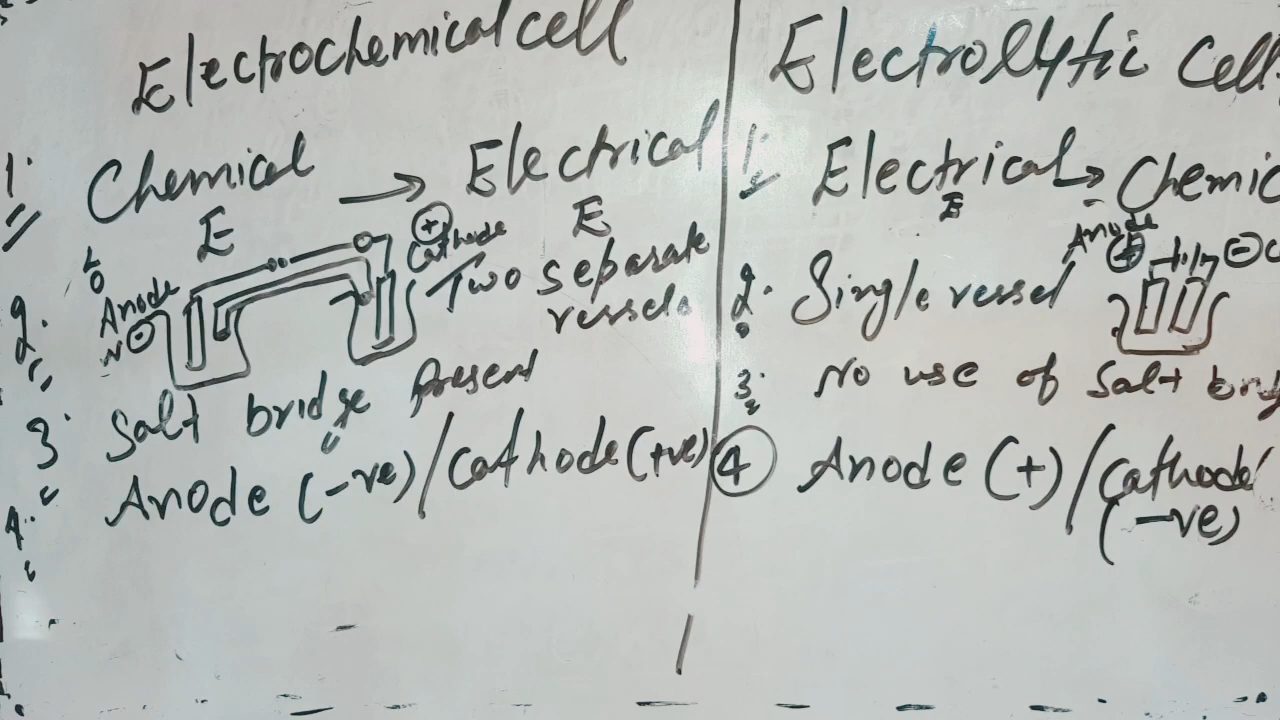 Electrochemical cell
1. Chemical E → Electrical E
Anode
⊖
⊕
Cathode
2. Two separate
vessels
3. Salt bridge present
4. Anode (-ve)/Cathode (+ve)
Electrolytic Cell
1. Electrical E → Chemic
Anode
⊕
⊖ C
2. Single vessel
3. No use of Salt
④ Anode (+)/Cathode
(-ve)